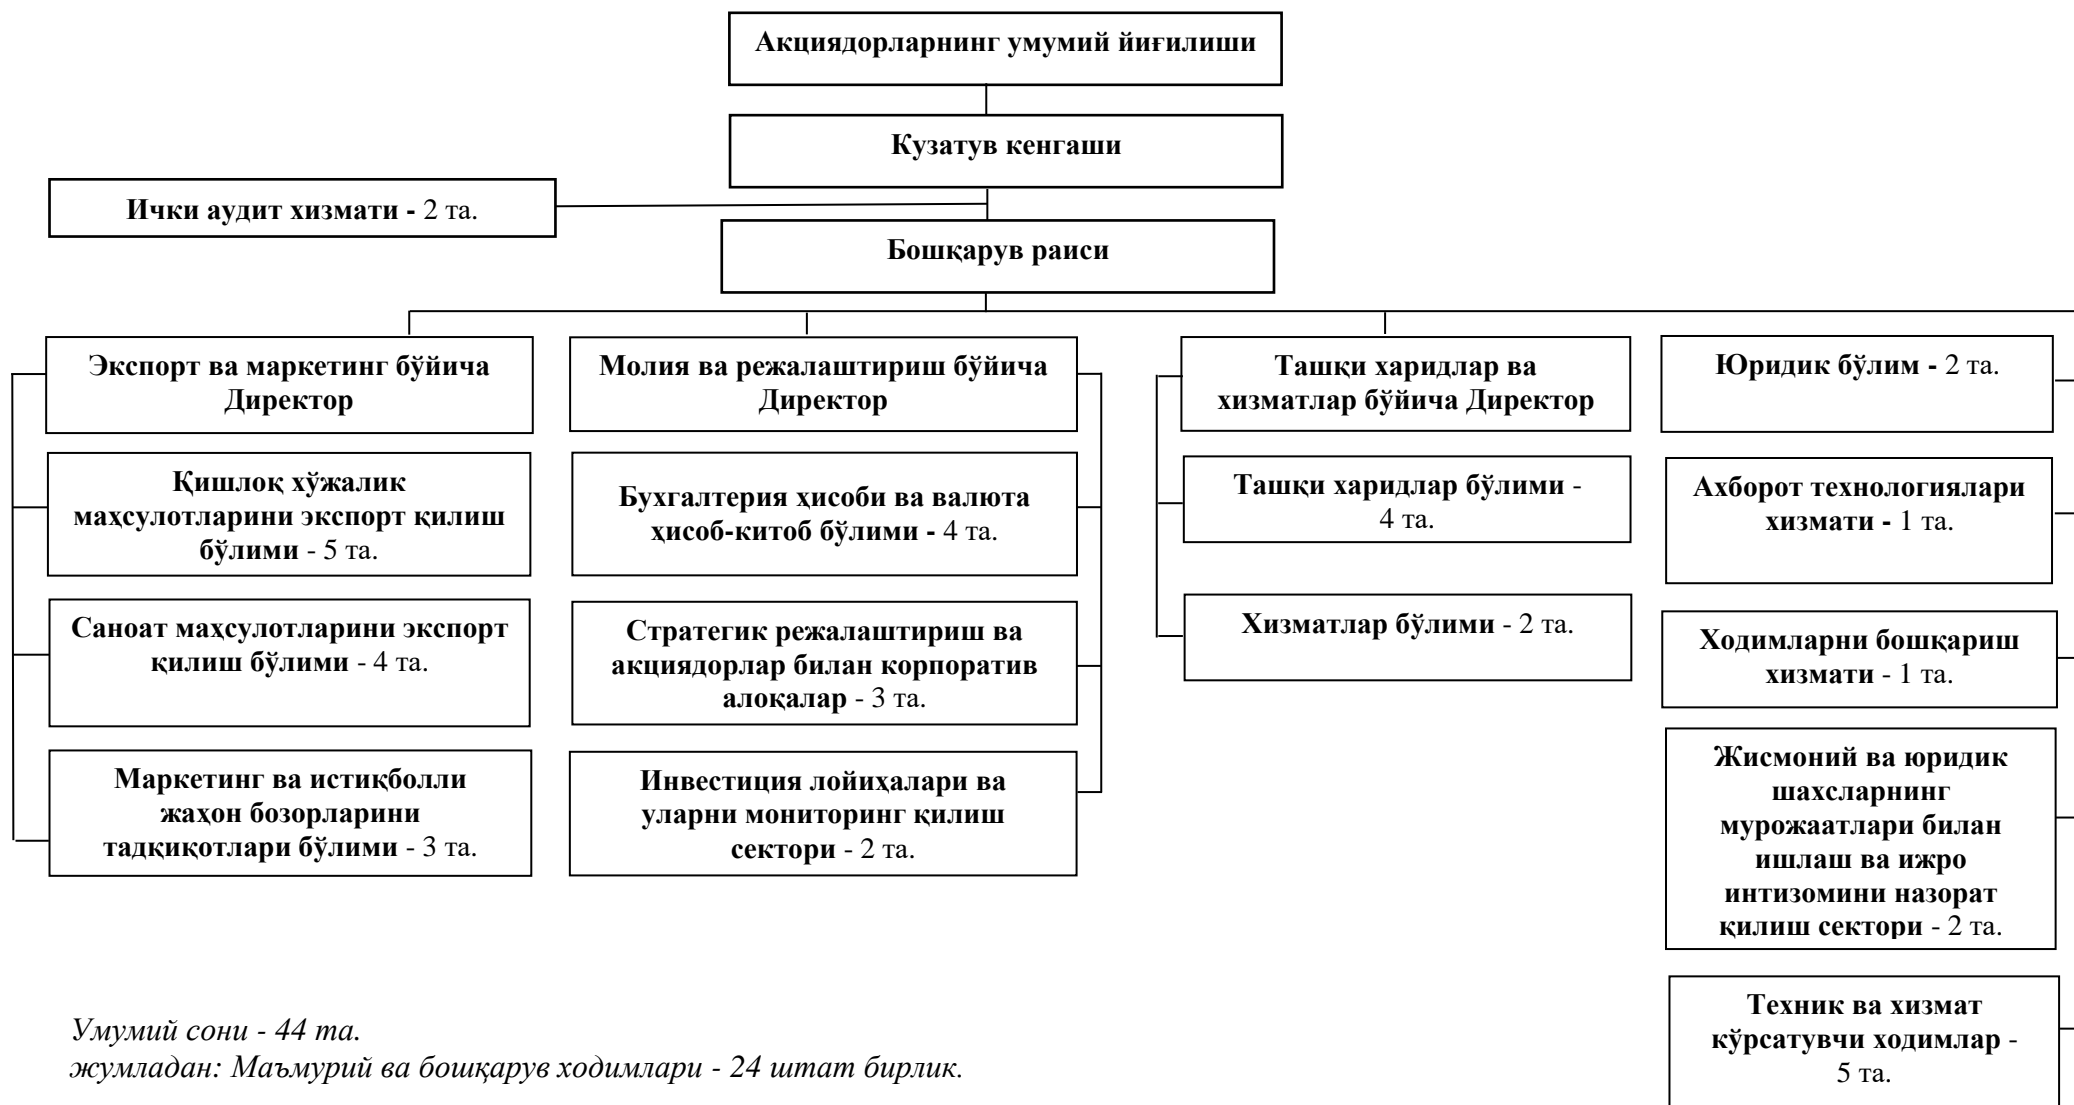 Акциядорларнинг умумий йиғилиши
Кузатув кенгаши
Ички аудит хизмати - 2 та.
Бошқарув раиси
Экспорт ва маркетинг бўйича
Директор
Қишлоқ хўжалик
маҳсулотларини экспорт қилиш
бўлими - 5 та.
Саноат маҳсулотларини экспорт
қилиш бўлими - 4 та.
Маркетинг ва истиқболли
жаҳон бозорларини
тадқиқотлари бўлими - 3 та.
Молия ва режалаштириш бўйича
Директор
Бухгалтерия ҳисоби ва валюта
ҳисоб-китоб бўлими - 4 та.
Стратегик режалаштириш ва
акциядорлар билан корпоратив
алоқалар - 3 та.
Инвестиция лойиҳалари ва
уларни мониторинг қилиш
сектори - 2 та.
Ташқи харидлар ва
хизматлар бўйича Директор
Ташқи харидлар бўлими -
4 та.
Хизматлар бўлими - 2 та.
Юридик бўлим - 2 та.
Ахборот технологиялари
хизмати - 1 та.
Ходимларни бошқариш
хизмати - 1 та.
Жисмоний ва юридик
шахсларнинг
мурожаатлари билан
ишлаш ва ижро
интизомини назорат
қилиш сектори - 2 та.
Техник ва хизмат
кўрсатувчи ходимлар -
5 та.
Умумий сони - 44 та.
жумладан: Маъмурий ва бошқарув ходимлари - 24 штат бирлик.